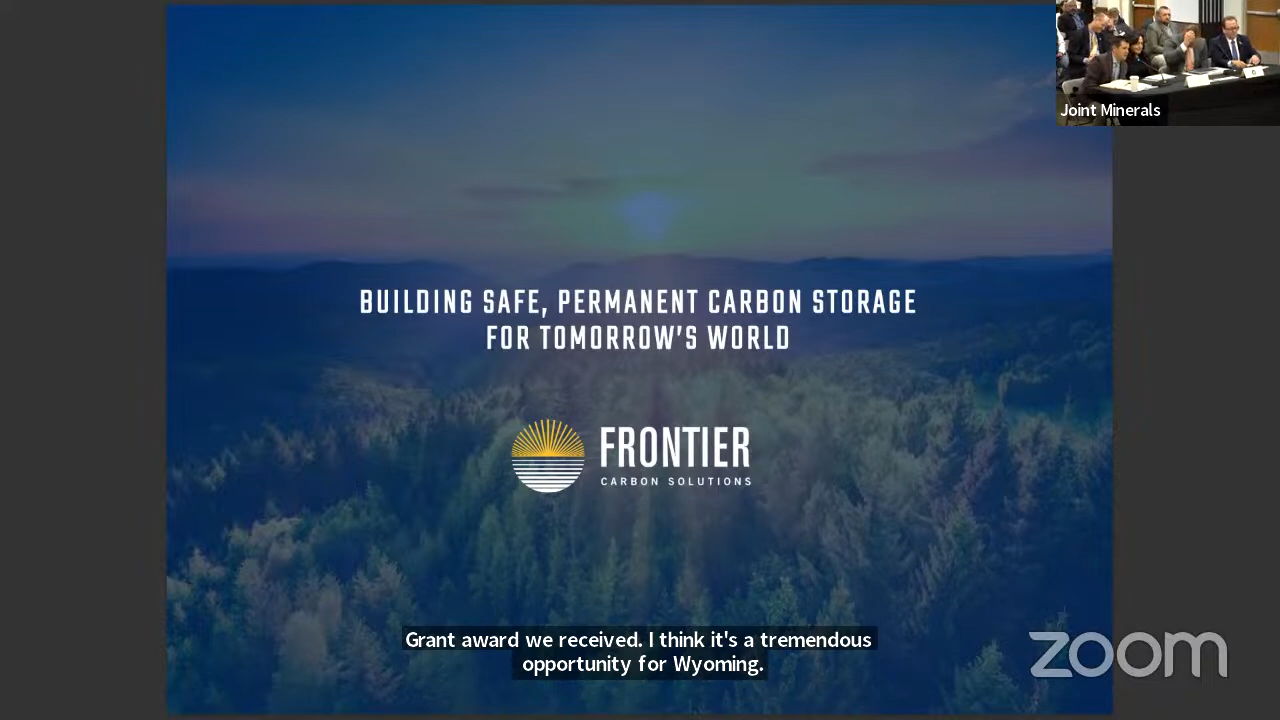 Joint Minerals
BUILDING SAFE, PERMANENT CARBON STORAGE
FOR TOMORROW'S WORLD
FRONTIER
CARBON SOLUTIONS
Grant award we received. I think it's a tremendous
opportunity for Wyoming.
zoom